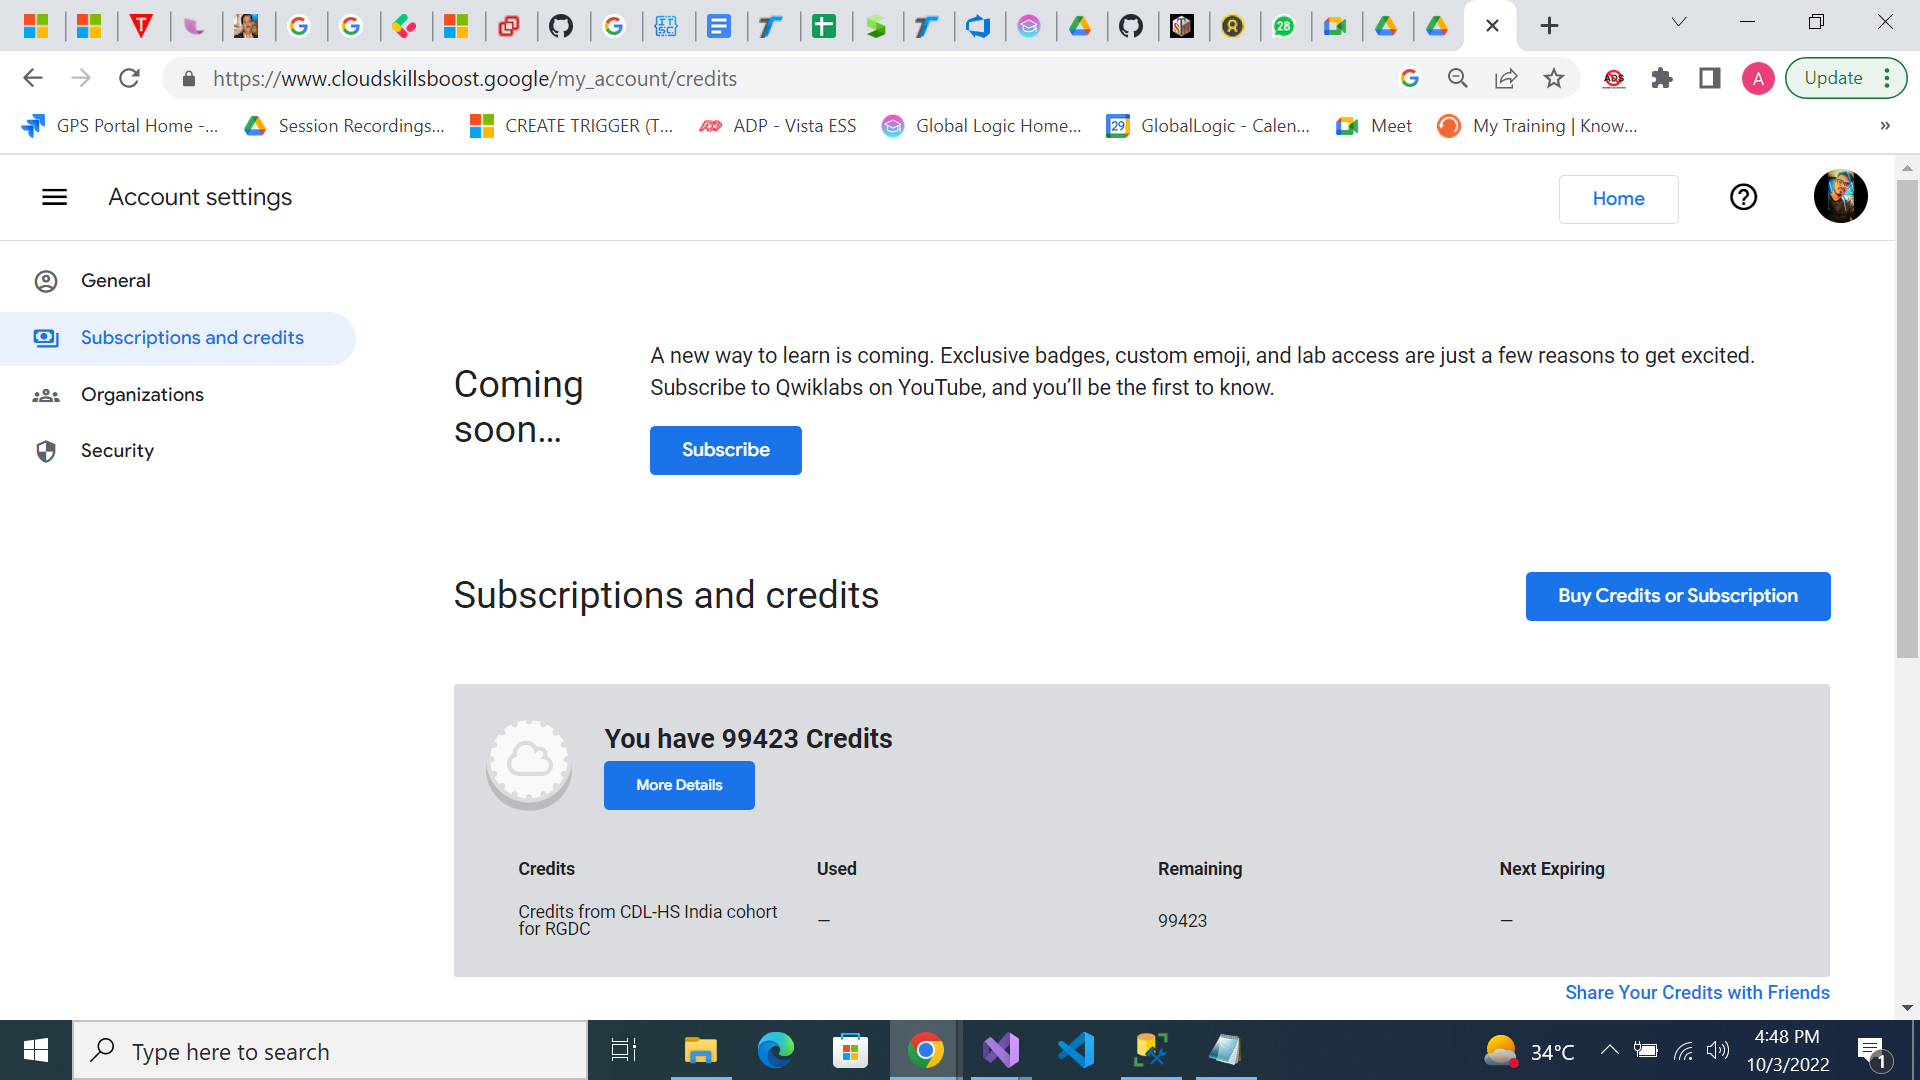 28
https://www.cloudskillsboost.google/my_account/credits
ADS
A
Update
GPS Portal Home -...
Session Recordings...
CREATE TRIGGER (T...
ADP - Vista ESS
Global Logic Home...
29
GlobalLogic - Calen...
Meet
My Training | Know...
»
Account settings
Home
General
Subscriptions and credits
Organizations
Security
Coming
soon…
A new way to learn is coming. Exclusive badges, custom emoji, and lab access are just a few reasons to get excited.
Subscribe to Qwiklabs on YouTube, and you’ll be the first to know.
Subscribe
Subscriptions and credits
Buy Credits or Subscription
You have 99423 Credits
More Details
Credits
Used
Remaining
Next Expiring
Credits from CDL-HS India cohort
for RGDC
—
99423
—
Share Your Credits with Friends
Type here to search
34°C
4:48 PM
10/3/2022
1